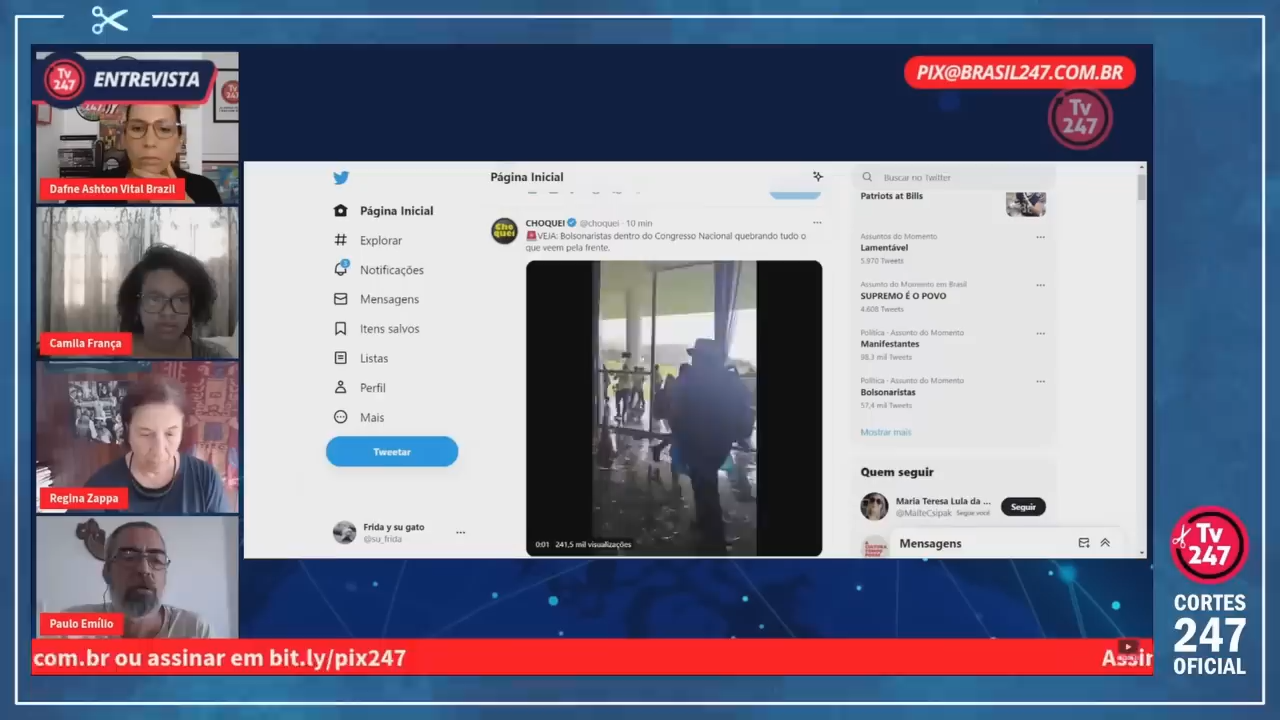 Tv 247
ENTREVISTA
Dafne Ashton Vital Brazil
Camila França
Regina Zappa
Paulo Emílio
PIX@BRASIL247.COM.BR
Tv 247
Página Inicial
Explorar
Notificações
Mensagens
Itens salvos
Listas
Perfil
Mais
Tweetar
Frida y su gato
@su_frida
Página Inicial
CHOQUEI @choquei · 10 min
VEJA: Bolsonaristas dentro do Congresso Nacional quebrando tudo o
que veem pela frente.
Cho
quei
0:01 241,5 mil visualizações
Buscar no Twitter
Patriots at Bills
Assuntos do Momento
Lamentável
5.970 Tweets
Assunto do Momento em Brasil
SUPREMO É O POVO
4.608 Tweets
Política · Assunto do Momento
Manifestantes
98,3 mil Tweets
Política · Assunto do Momento
Bolsonaristas
57,4 mil Tweets
Mostrar mais
Quem seguir
Maria Teresa Lula da ...
@MaiteCsipak Segue você
Seguir
Mensagens
com.br ou assinar em bit.ly/pix247
Assin
Tv
247
CORTES
247
OFICIAL